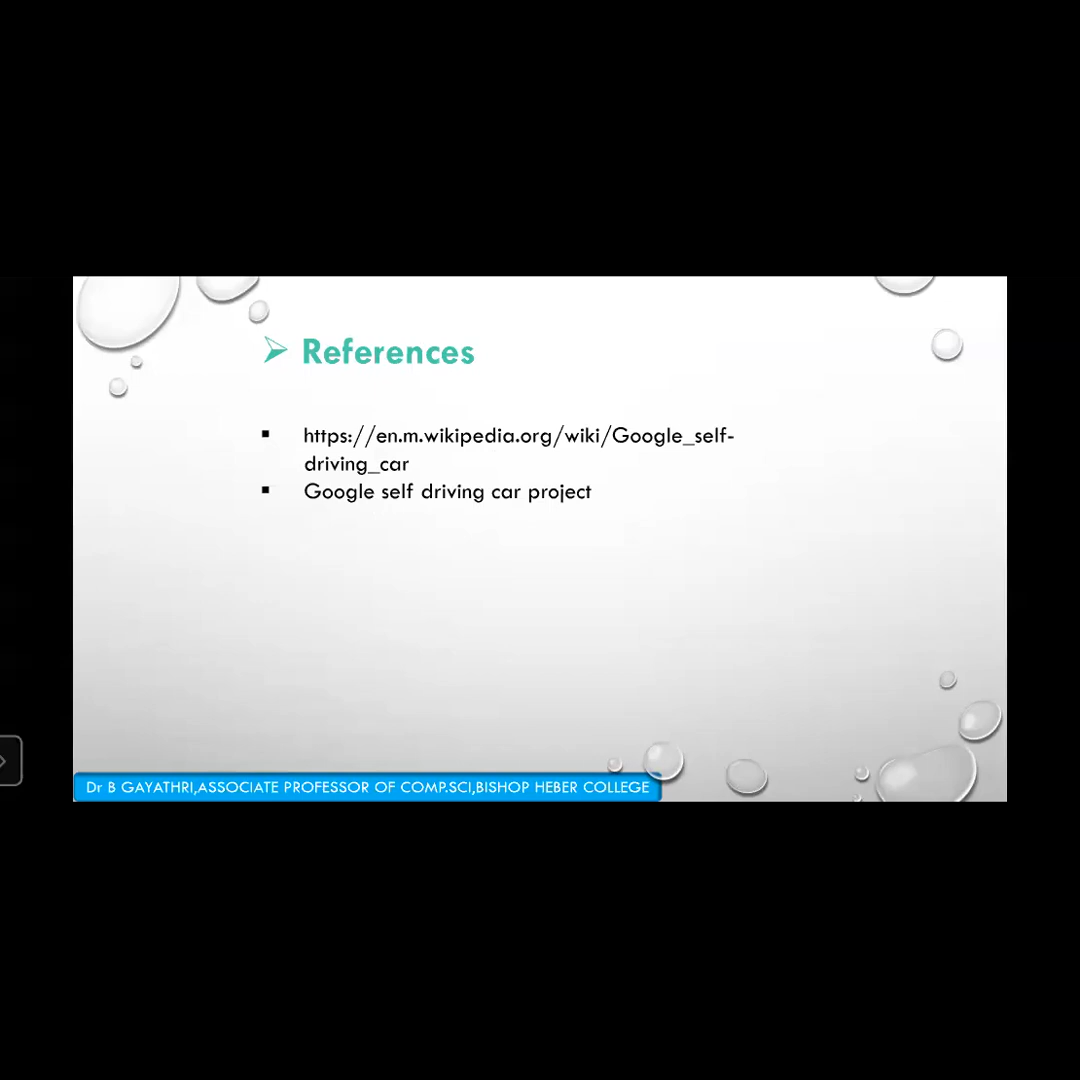 References
https://en.m.wikipedia.org/wiki/Google_self-
driving_car
Google self driving car project
Dr B GAYATHRI,ASSOCIATE PROFESSOR OF COMP.SCI,BISHOP HEBER COLLEGE